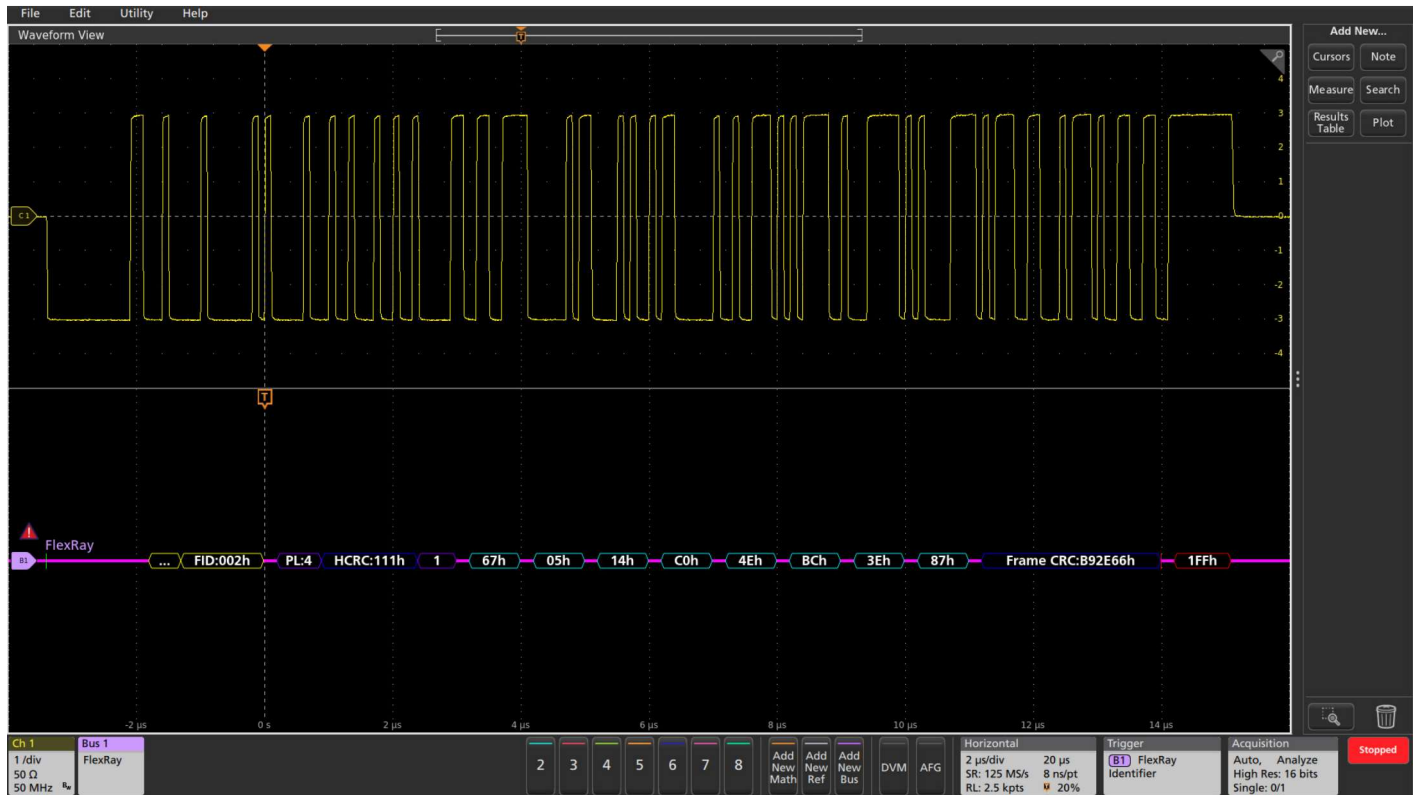 File Edit Utility Help
Waveform View
Add New...
Cursors Note
Measure Search
Results Table Plot
T
4
3
2
1
C1
0
-1
-2
-3
-4
T
FlexRay
B1 ... FID:002h PL:4 HCRC:111h 1 67h 05h 14h C0h 4Eh BCh 3Eh 87h Frame CRC:B92E66h 1FFh
-2 µs 0 s 2 µs 4 µs 6 µs 8 µs 10 µs 12 µs 14 µs
Ch 1
1 /div
50 Ω
50 MHz Bw
Bus 1
FlexRay
2 3 4 5 6 7 8
Add New Math
Add New Ref
Add New Bus
DVM
AFG
Horizontal
2 µs/div 20 µs
SR: 125 MS/s 8 ns/pt
RL: 2.5 kpts 20%
Trigger
B1 FlexRay
Identifier
Acquisition
Auto, Analyze
High Res: 16 bits
Single: 0/1
Stopped